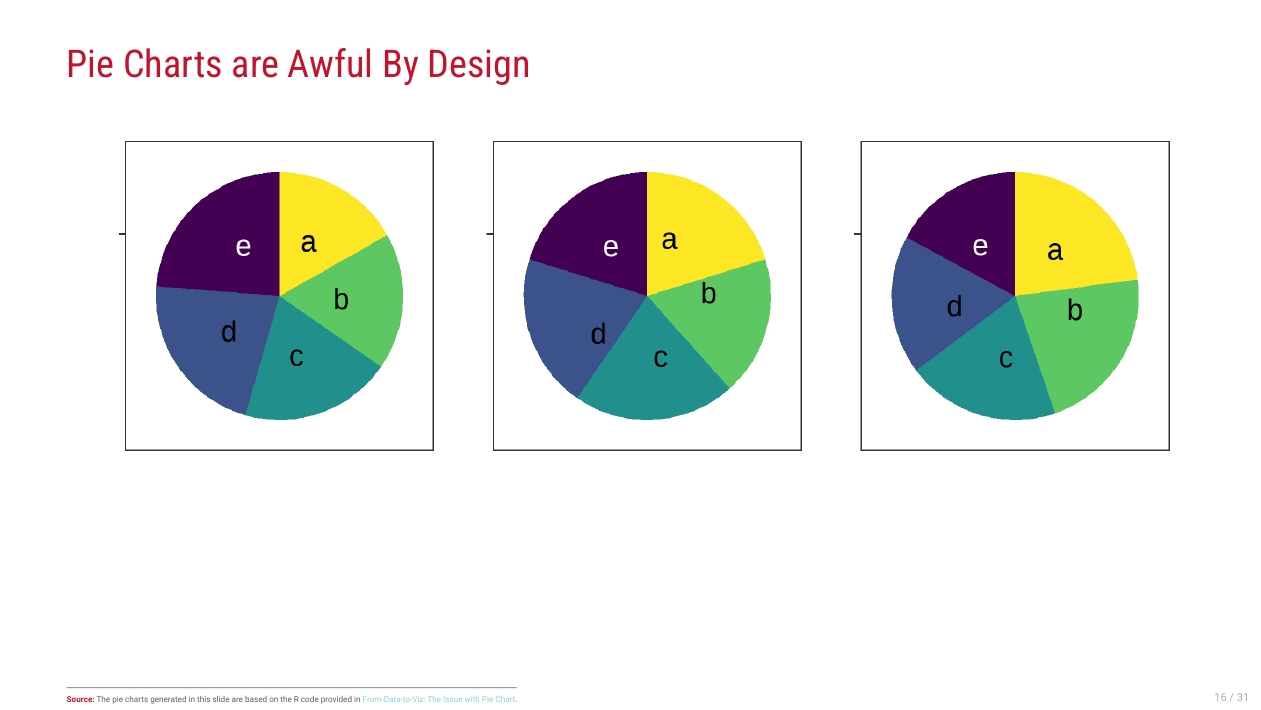 Pie Charts are Awful By Design
e a b c d
e a b c d
e a b c d
Source: The pie charts generated in this slide are based on the R code provided in From-Data-to-Viz: The Issue with Pie Chart.
16 / 31